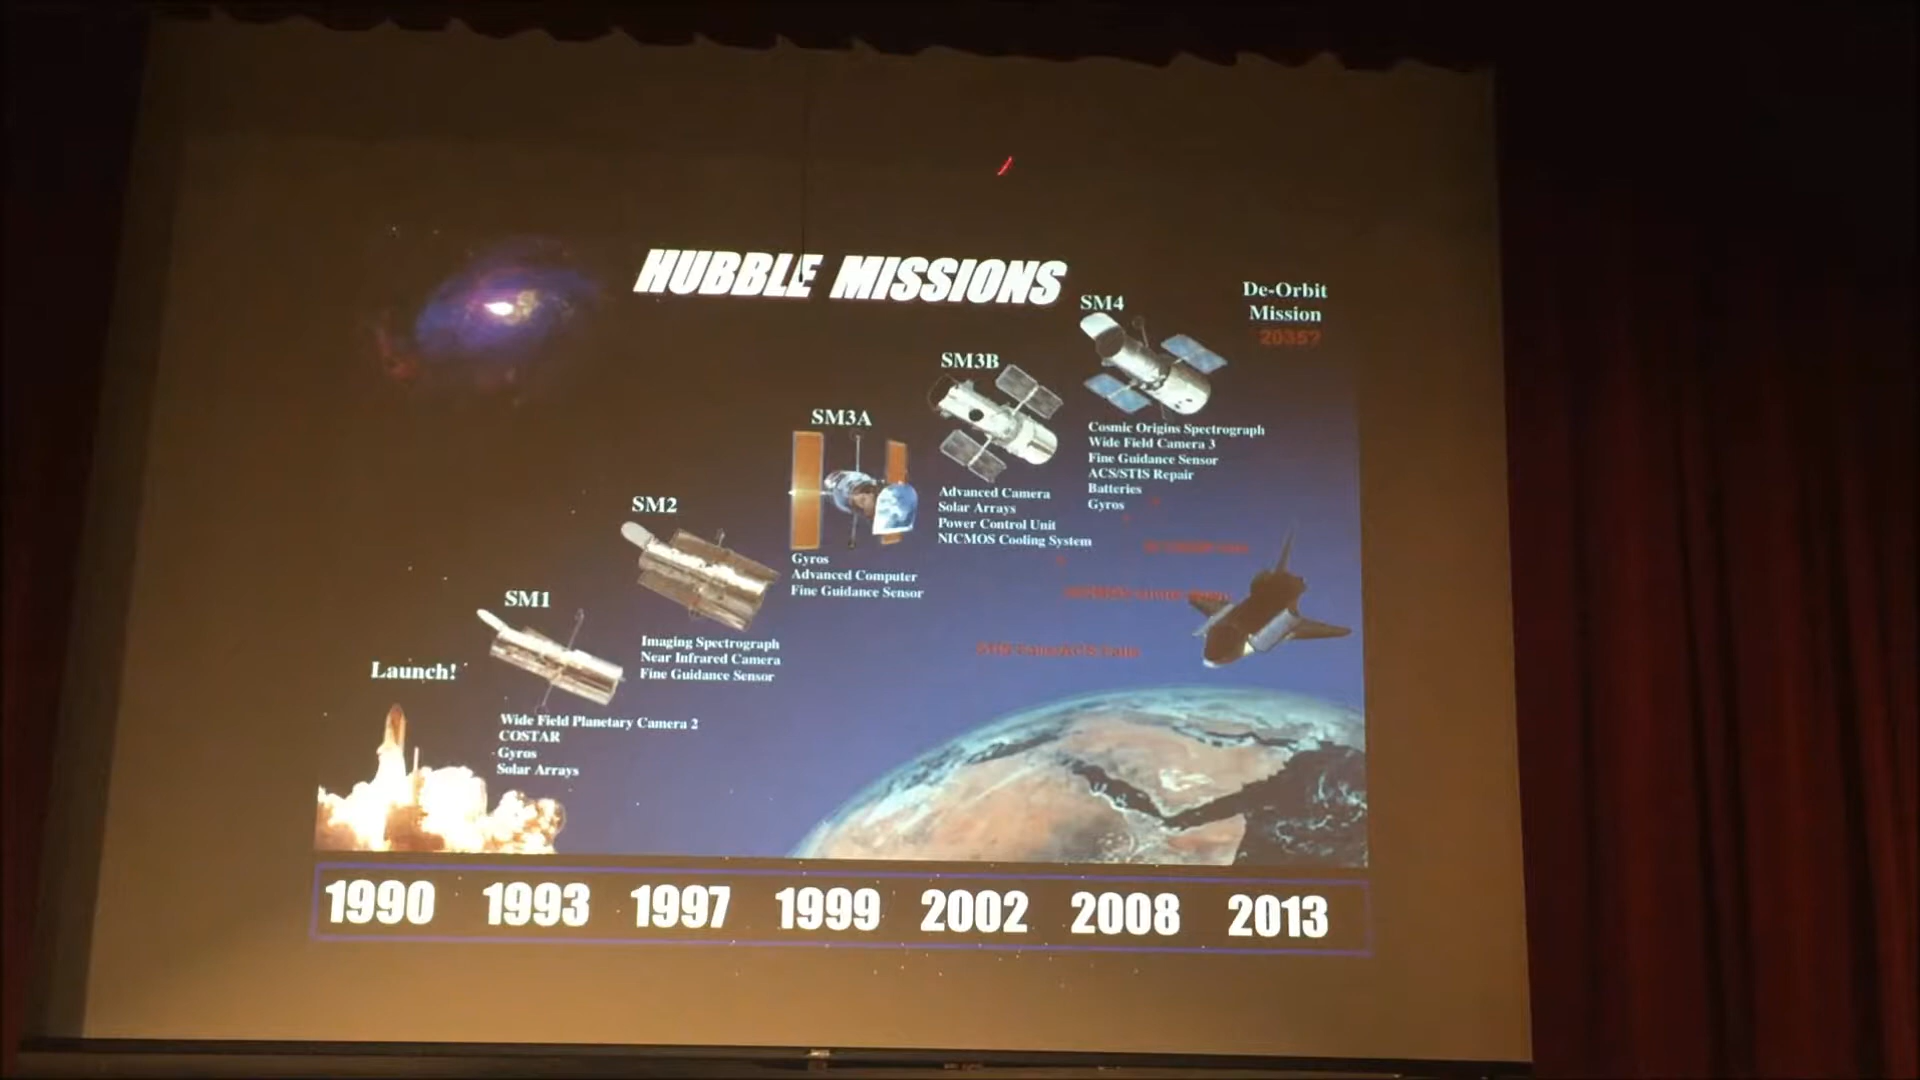 HUBBLE MISSIONS
Launch!
SM1
Wide Field Planetary Camera 2
COSTAR
Gyros
Solar Arrays
SM2
Imaging Spectrograph
Near Infrared Camera
Fine Guidance Sensor
SM3A
Gyros
Advanced Computer
Fine Guidance Sensor
SM3B
Advanced Camera
Solar Arrays
Power Control Unit
NICMOS Cooling System
SM4
Cosmic Origins Spectrograph
Wide Field Camera 3
Fine Guidance Sensor
ACS/STIS Repair
Batteries
Gyros
De-Orbit
Mission
2035?
1990 1993 1997 1999 2002 2008 2013